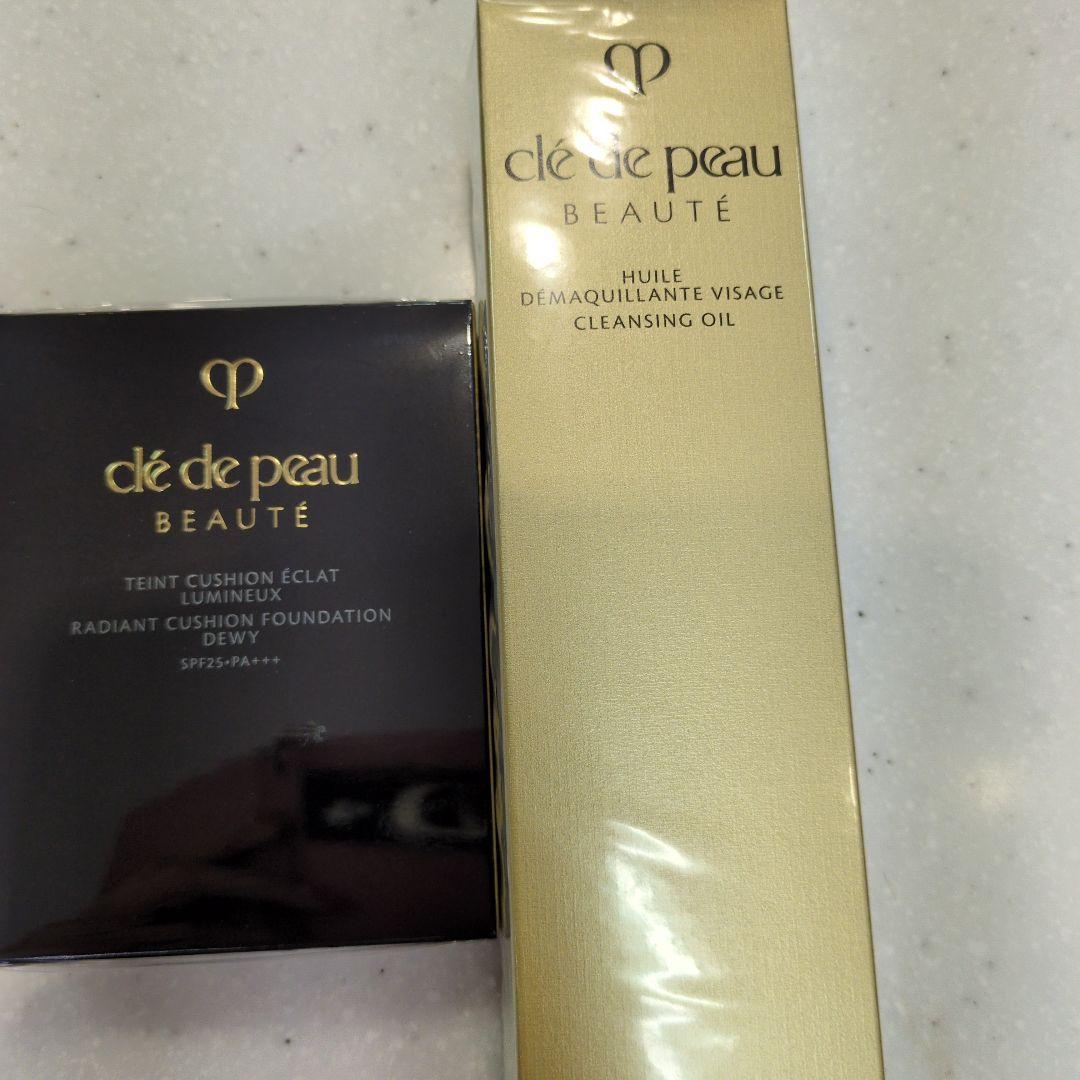 clé de peau
BEAUTÉ
TEINT CUSHION ÉCLAT
LUMINEUX
RADIANT CUSHION FOUNDATION
DEWY
SPF25•PA+++
clé de peau
BEAUTÉ
HUILE
DÉMAQUILLANTE VISAGE
CLEANSING OIL